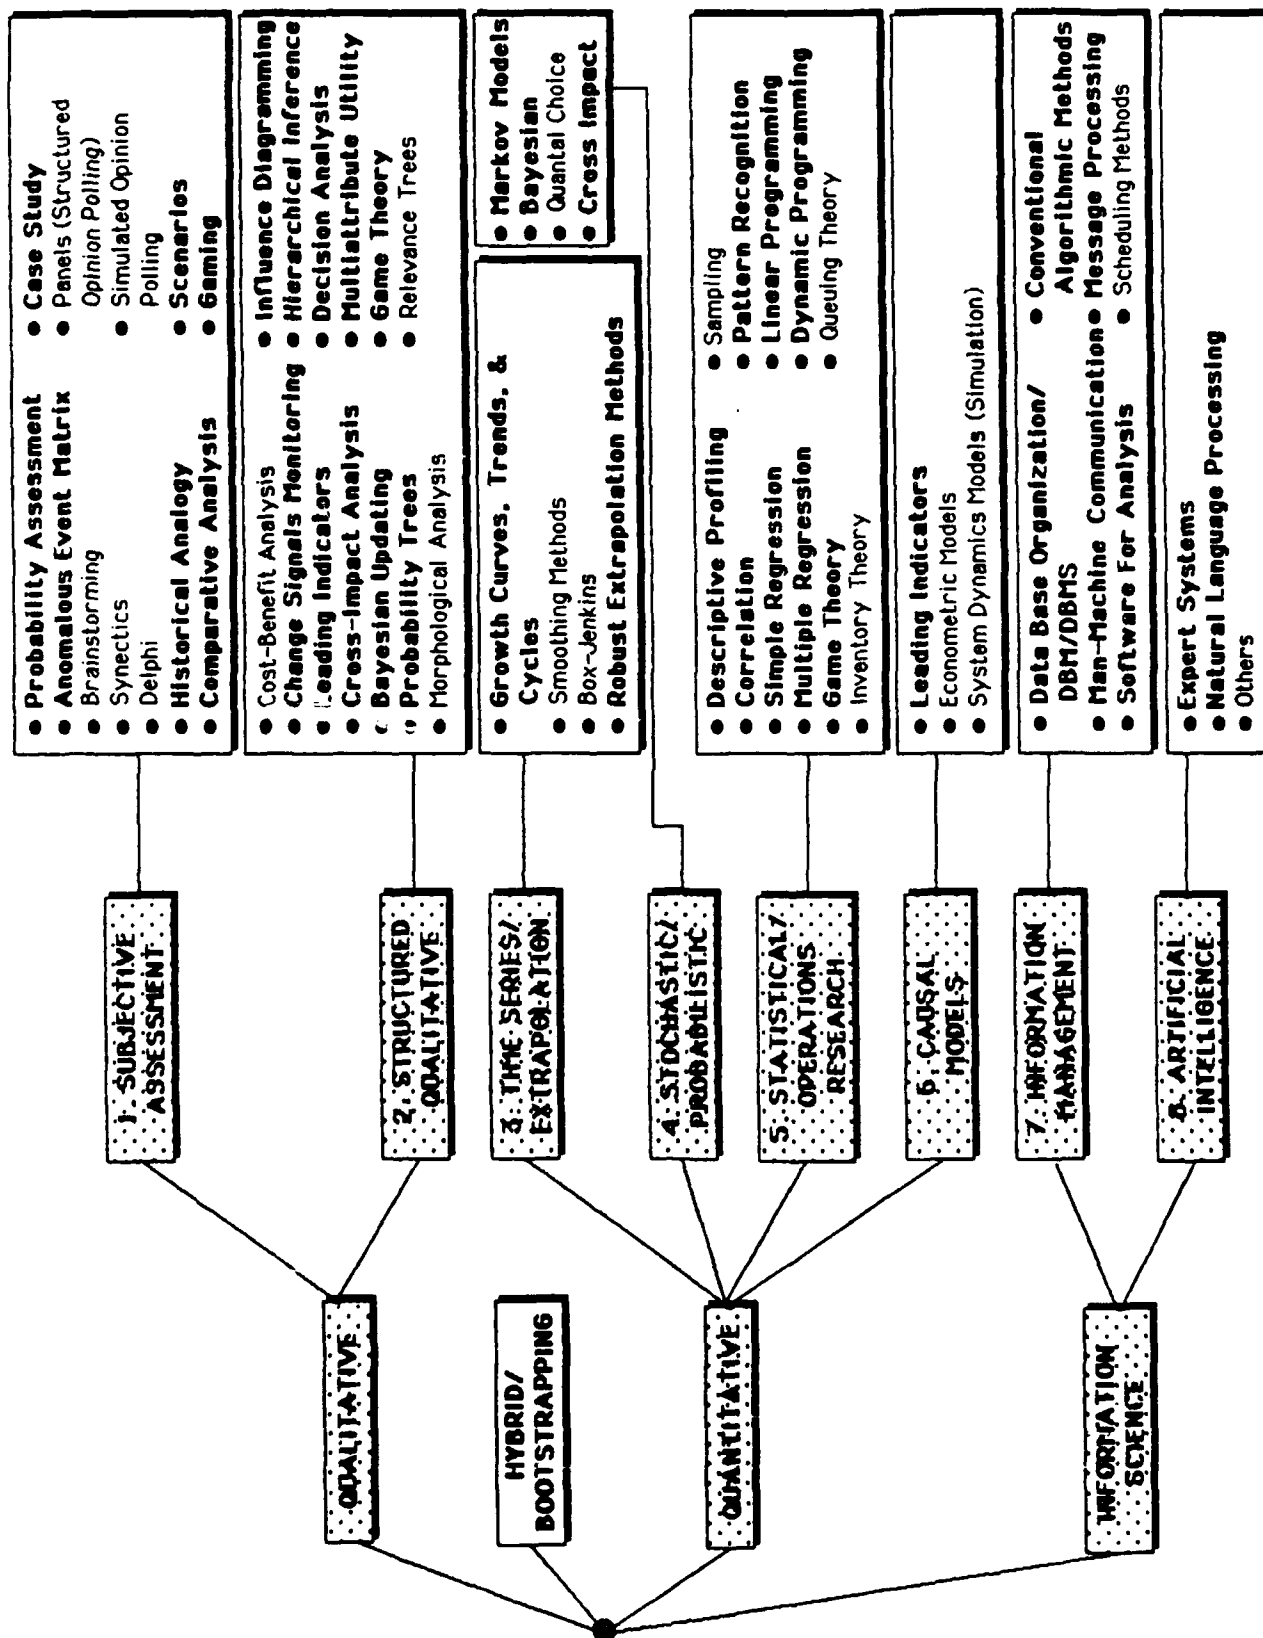 QUALITATIVE
HYBRID/
BOOTSTRAPPING
QUANTITATIVE
INFORMATION
SCIENCE
1. SUBJECTIVE
ASSESSMENT
2. STRUCTURED
QUALITATIVE
3. TIME SERIES/
EXTRAPOLATION
4. STOCHASTIC/
PROBABILISTIC
5. STATISTICAL/
OPERATIONS
RESEARCH
6. CAUSAL
MODELS
7. INFORMATION
MANAGEMENT
8. ARTIFICIAL
INTELLIGENCE
● Probability Assessment
● Anomalous Event Matrix
● Brainstorming
● Synectics
● Delphi
● Historical Analogy
● Comparative Analysis
● Case Study
● Panels (Structured
Opinion Polling)
● Simulated Opinion
Polling
● Scenarios
● Gaming
● Cost-Benefit Analysis
● Change Signals Monitoring
● Leading Indicators
● Cross-Impact Analysis
● Bayesian Updating
● Probability Trees
● Morphological Analysis
● Influence Diagramming
● Hierarchical Inference
● Decision Analysis
● Multiattribute Utility
● Game Theory
● Relevance Trees
● Growth Curves, Trends, &
Cycles
● Smoothing Methods
● Box-Jenkins
● Robust Extrapolation Methods
● Markov Models
● Bayesian
● Quantal Choice
● Cross Impact
● Descriptive Profiling
● Correlation
● Simple Regression
● Multiple Regression
● Game Theory
● Inventory Theory
● Sampling
● Pattern Recognition
● Linear Programming
● Dynamic Programming
● Queuing Theory
● Leading Indicators
● Econometric Models
● System Dynamics Models (Simulation)
● Data Base Organization/
DBM/DBMS
● Man-Machine Communication
● Software For Analysis
● Conventional
Algorithmic Methods
● Message Processing
● Scheduling Methods
● Expert Systems
● Natural Language Processing
● Others